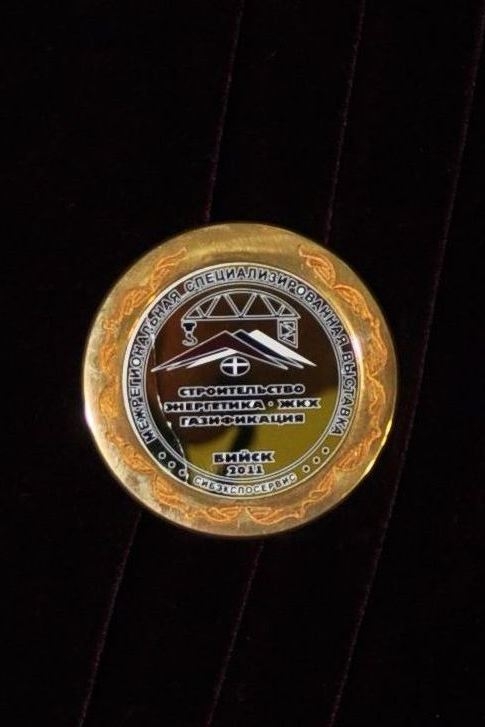 МЕЖРЕГИОНАЛЬНАЯ СПЕЦИАЛИЗИРОВАННАЯ ВЫСТАВКА
СТРОИТЕЛЬСТВО
ЭНЕРГЕТИКА • ЖКХ
ГАЗИФИКАЦИЯ
БИЙСК
2011
СИБЭКСПОСЕРВИС